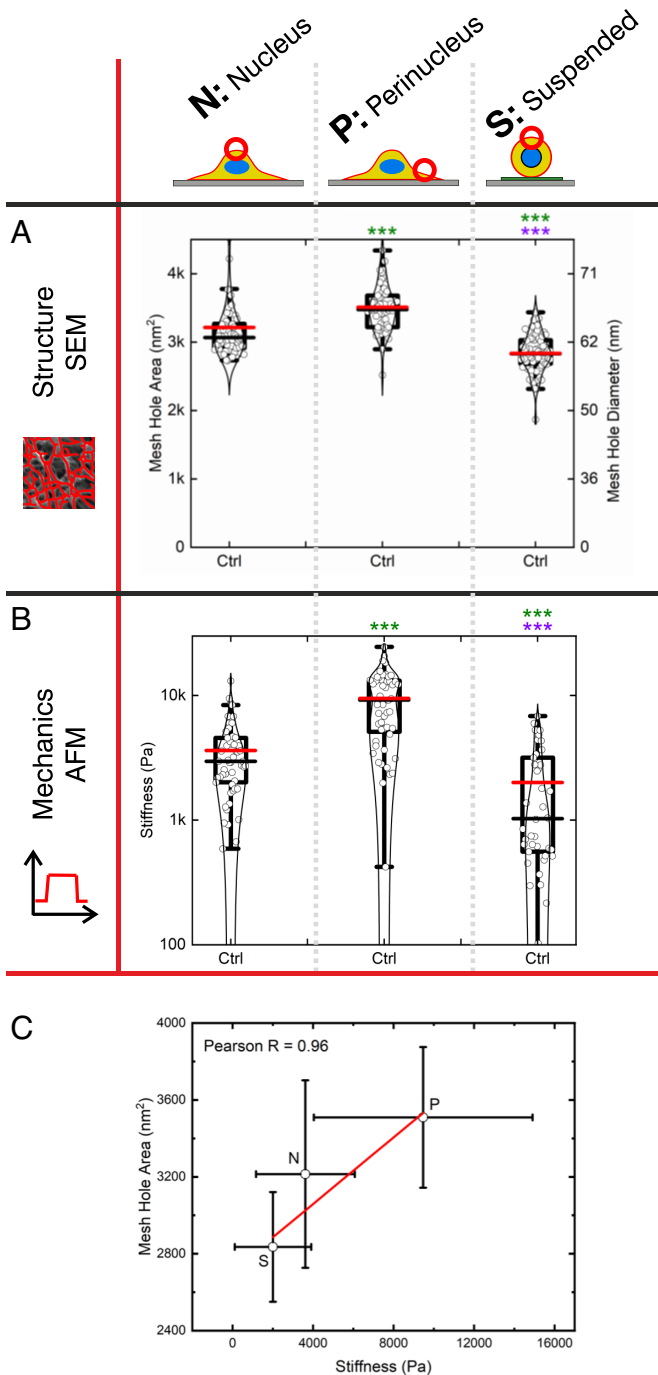 N: Nucleus
P: Perinucleus
S: Suspended
A
Structure
SEM
***
***
***
Mesh Hole Area (nm²)
4k
3k
2k
1k
0
71
62
50
36
0
Mesh Hole Diameter (nm)
Ctrl
Ctrl
Ctrl
B
Mechanics
AFM
***
***
***
Stiffness (Pa)
10k
1k
100
Ctrl
Ctrl
Ctrl
C
Pearson R = 0.96
Mesh Hole Area (nm²)
4000
3600
3200
2800
2400
P
N
S
0
4000
8000
12000
16000
Stiffness (Pa)